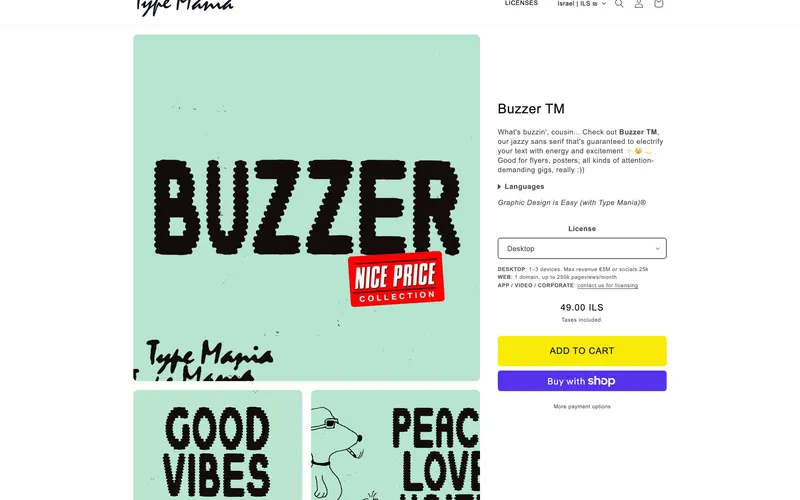 Type Mania
LICENSES
Israel | ILS ₪
BUZZER
NICE PRICE
COLLECTION
Type Mania
Type Mania
GOOD
VIBES
PEAC
LOVE
Buzzer TM
What's buzzin', cousin... Check out Buzzer TM,
our jazzy sans serif that's guaranteed to electrify
your text with energy and excitement
Good for flyers, posters; all kinds of attention-
demanding gigs, really :))
Languages
Graphic Design is Easy (with Type Mania)®
License
Desktop
DESKTOP: 1–3 devices. Max revenue €5M or socials 25k
WEB: 1 domain, up to 250k pageviews/month
APP / VIDEO / CORPORATE: contact us for licensing
49.00 ILS
Taxes included.
ADD TO CART
Buy with shop
More payment options